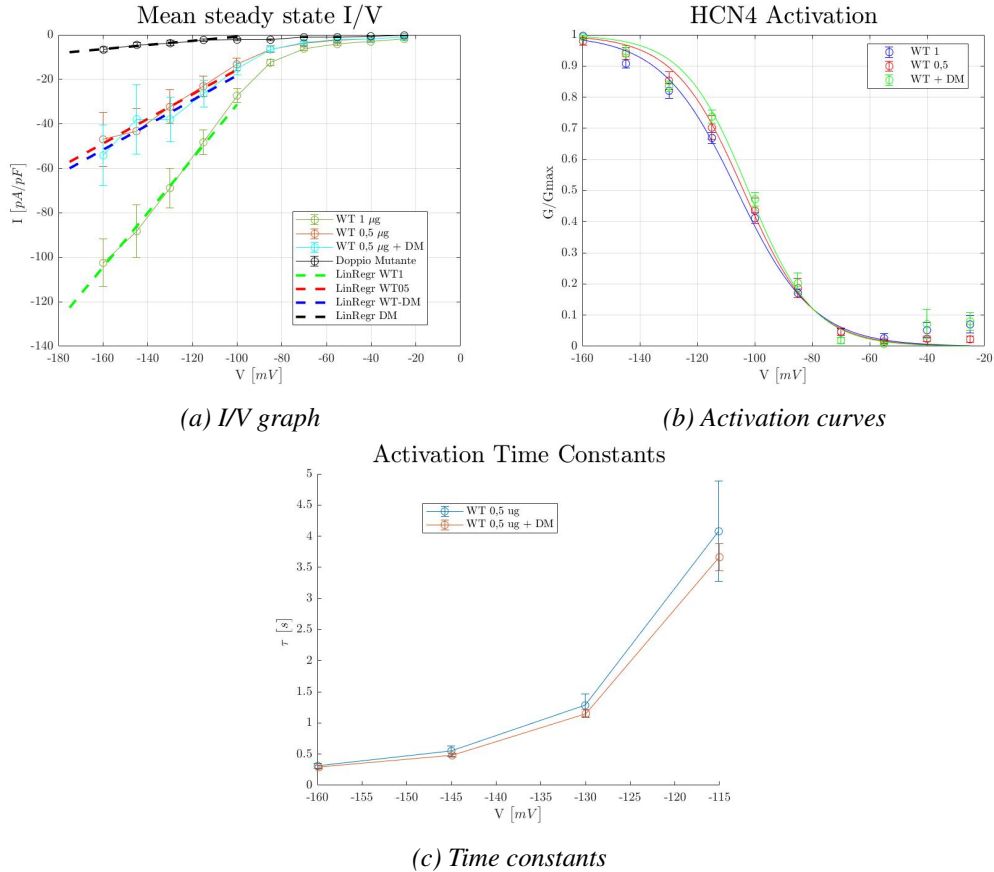 Mean steady state I/V
0
-20
-40
-60
-80
-100
-120
-140
I [pA/pF]
-180
-160
-140
-120
-100
-80
-60
-40
-20
0
V [mV]
WT 1 μg
WT 0,5 μg
WT 0,5 μg + DM
Doppio Mutante
LinRegr WT1
LinRegr WT05
LinRegr WT-DM
LinRegr DM
(a) I/V graph
HCN4 Activation
1
0.9
0.8
0.7
0.6
0.5
0.4
0.3
0.2
0.1
0
G/Gmax
-160
-140
-120
-100
-80
-60
-40
-20
V [mV]
WT 1
WT 0,5
WT + DM
(b) Activation curves
Activation Time Constants
5
4.5
4
3.5
3
2.5
2
1.5
1
0.5
0
τ [s]
-160
-155
-150
-145
-140
-135
-130
-125
-120
-115
V [mV]
WT 0,5 ug
WT 0,5 ug + DM
(c) Time constants